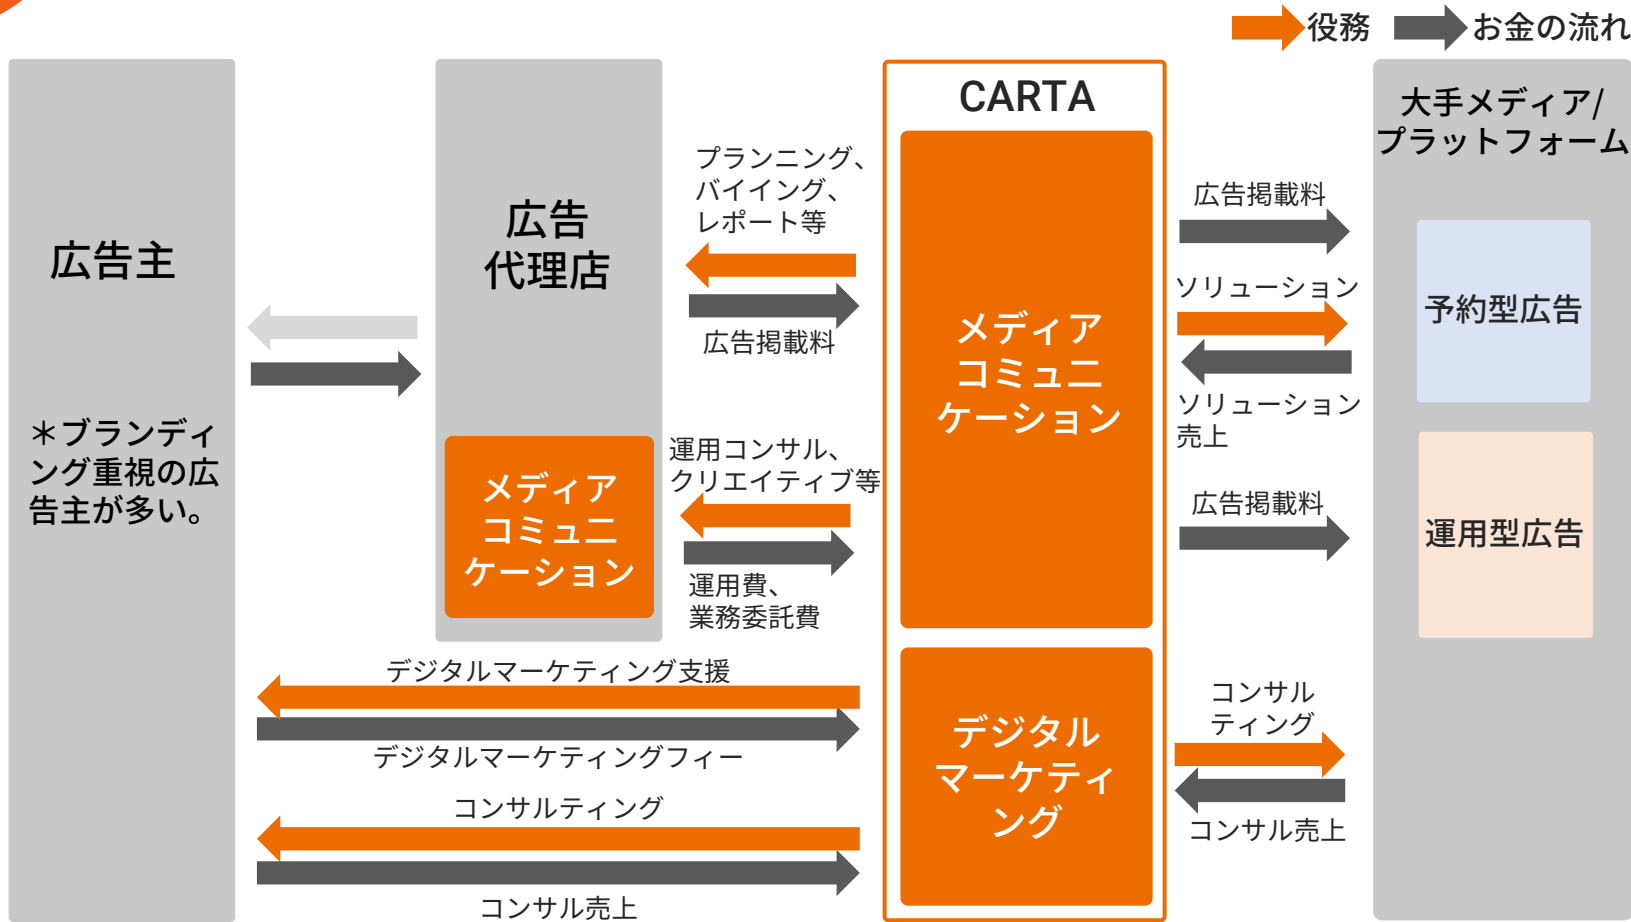 役務
お金の流れ
広告主
＊ブランディ
ング重視の広
告主が多い。
広告
代理店
メディア
コミュニ
ケーション
プランニング、
バイイング、
レポート等
広告掲載料
運用コンサル、
クリエイティブ等
運用費、
業務委託費
デジタルマーケティング支援
デジタルマーケティングフィー
コンサルティング
コンサル売上
CARTA
メディア
コミュニ
ケーション
デジタル
マーケティ
ング
広告掲載料
ソリューション
ソリューション
売上
広告掲載料
コンサル
ティング
コンサル売上
大手メディア/
プラットフォーム
予約型広告
運用型広告